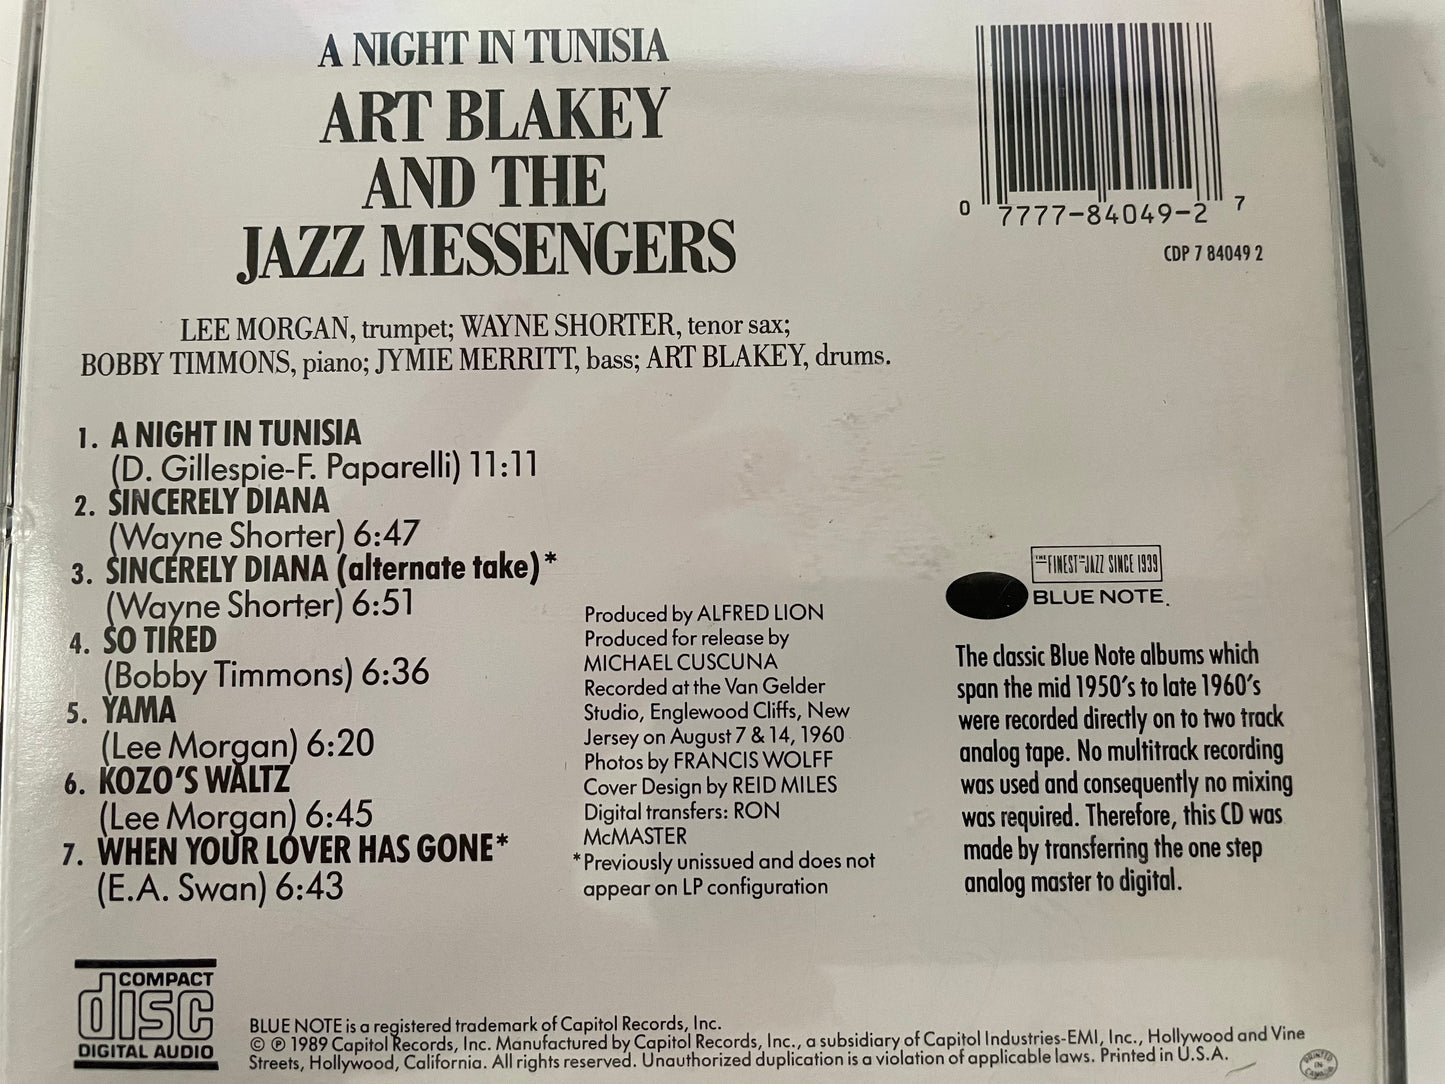 A NIGHT IN TUNISIA
ART BLAKEY
AND THE
JAZZ MESSENGERS
LEE MORGAN, trumpet; WAYNE SHORTER, tenor sax;
BOBBY TIMMONS, piano; JYMIE MERRITT, bass; ART BLAKEY, drums.
0 7777-84049-2 7
CDP 7 84049 2
1. A NIGHT IN TUNISIA
(D. Gillespie-F. Paparelli) 11:11
2. SINCERELY DIANA
(Wayne Shorter) 6:47
3. SINCERELY DIANA (alternate take)*
(Wayne Shorter) 6:51
4. SO TIRED
(Bobby Timmons) 6:36
5. YAMA
(Lee Morgan) 6:20
6. KOZO'S WALTZ
(Lee Morgan) 6:45
7. WHEN YOUR LOVER HAS GONE*
(E.A. Swan) 6:43
Produced by ALFRED LION
Produced for release by
MICHAEL CUSCUNA
Recorded at the Van Gelder
Studio, Englewood Cliffs, New
Jersey on August 7 & 14, 1960
Photos by FRANCIS WOLFF
Cover Design by REID MILES
Digital transfers: RON
McMASTER
*Previously unissued and does not
appear on LP configuration
THE FINEST IN JAZZ SINCE 1939
BLUE NOTE.
The classic Blue Note albums which
span the mid 1950's to late 1960's
were recorded directly on to two track
analog tape. No multitrack recording
was used and consequently no mixing
was required. Therefore, this CD was
made by transferring the one step
analog master to digital.
COMPACT
disc
DIGITAL AUDIO
BLUE NOTE is a registered trademark of Capitol Records, Inc.
© ℗ 1989 Capitol Records, Inc. Manufactured by Capitol Records, Inc., a subsidiary of Capitol Industries-EMI, Inc., Hollywood and Vine
Streets, Hollywood, California. All rights reserved. Unauthorized duplication is a violation of applicable laws. Printed in U.S.A.
PRINTED
IN
CANADA